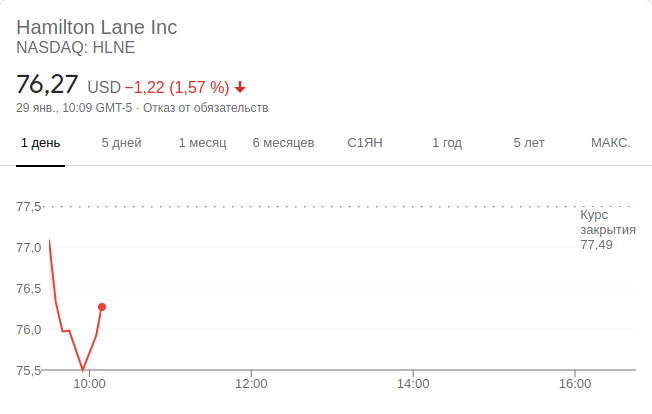 Hamilton Lane Inc
NASDAQ: HLNE
76,27 USD −1,22 (1,57 %)
29 янв., 10:09 GMT-5 · Отказ от обязательств
1 день 5 дней 1 месяц 6 месяцев С1ЯН 1 год 5 лет МАКС.
77,5
Курс
закрытия
77,49
77,0
76,5
76,0
75,5
10:00 12:00 14:00 16:00